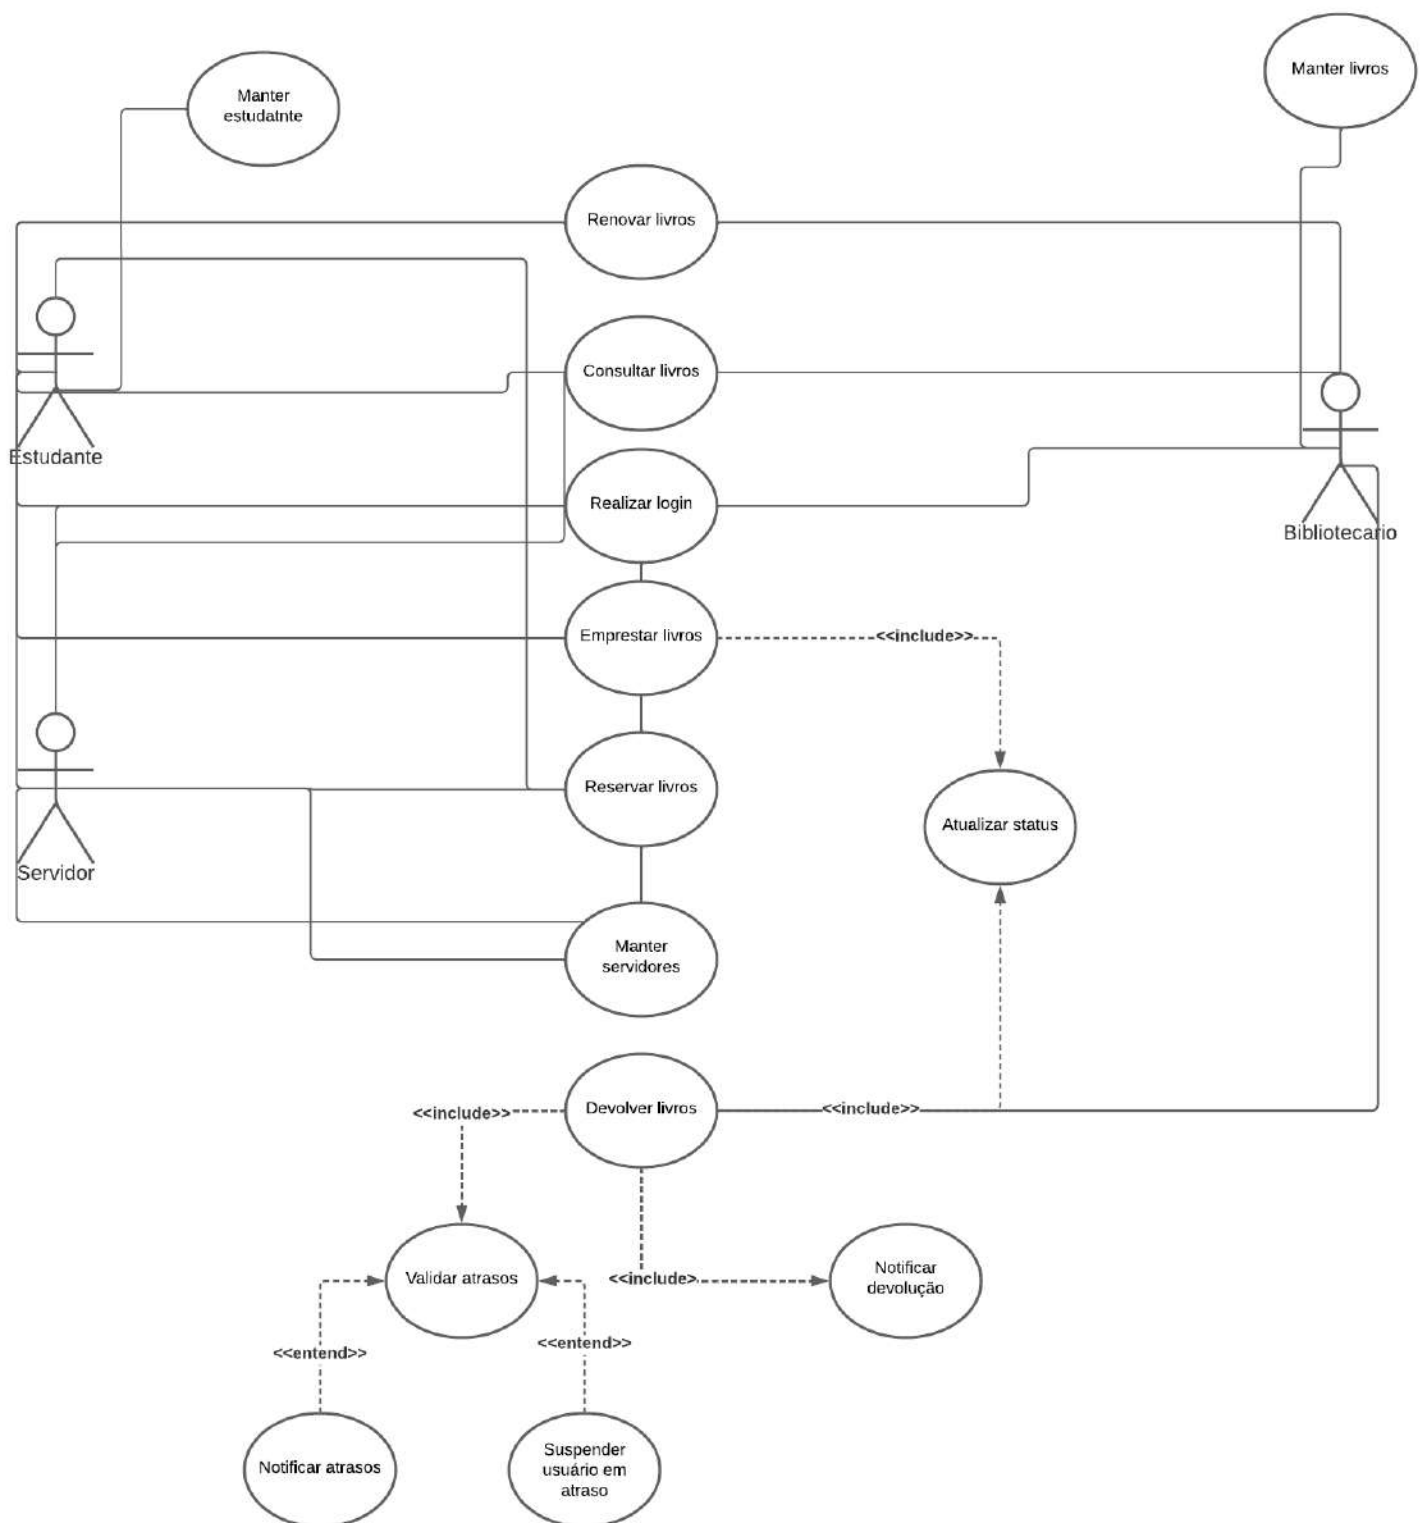 Manter livros
Manter
estudatnte
Renovar livros
Consultar livros
Estudante
Realizar login
Bibliotecario
Emprestar livros
<<include>>
Reservar livros
Atualizar status
Servidor
Manter
servidores
Devolver livros
<<include>>
<<include>>
Validar atrasos
<<include>
Notificar
devolução
<<entend>>
<<entend>>
Notificar atrasos
Suspender
usuário em
atraso